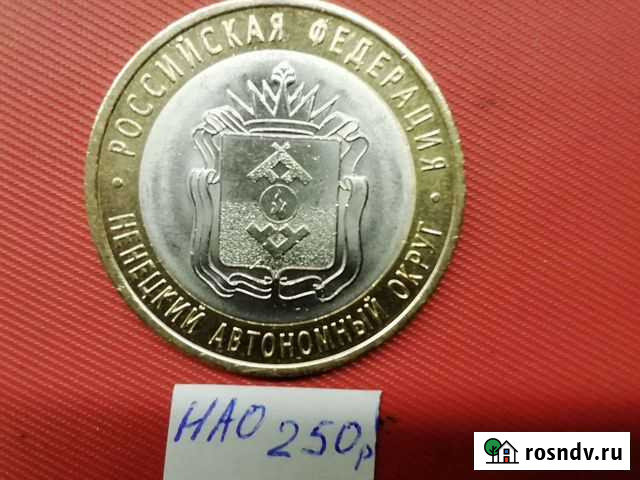 РОССИЙСКАЯ ФЕДЕРАЦИЯ
НЕНЕЦКИЙ АВТОНОМНЫЙ ОКРУГ
НАО 250р
rosndv.ru